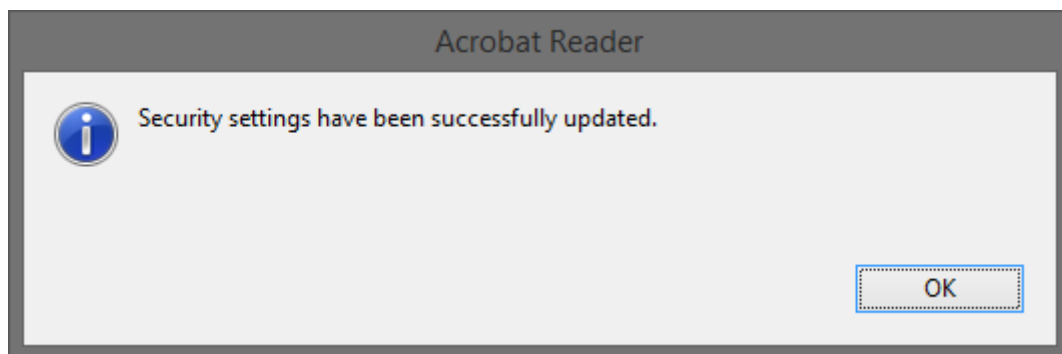 Acrobat Reader
Security settings have been successfully updated.
OK